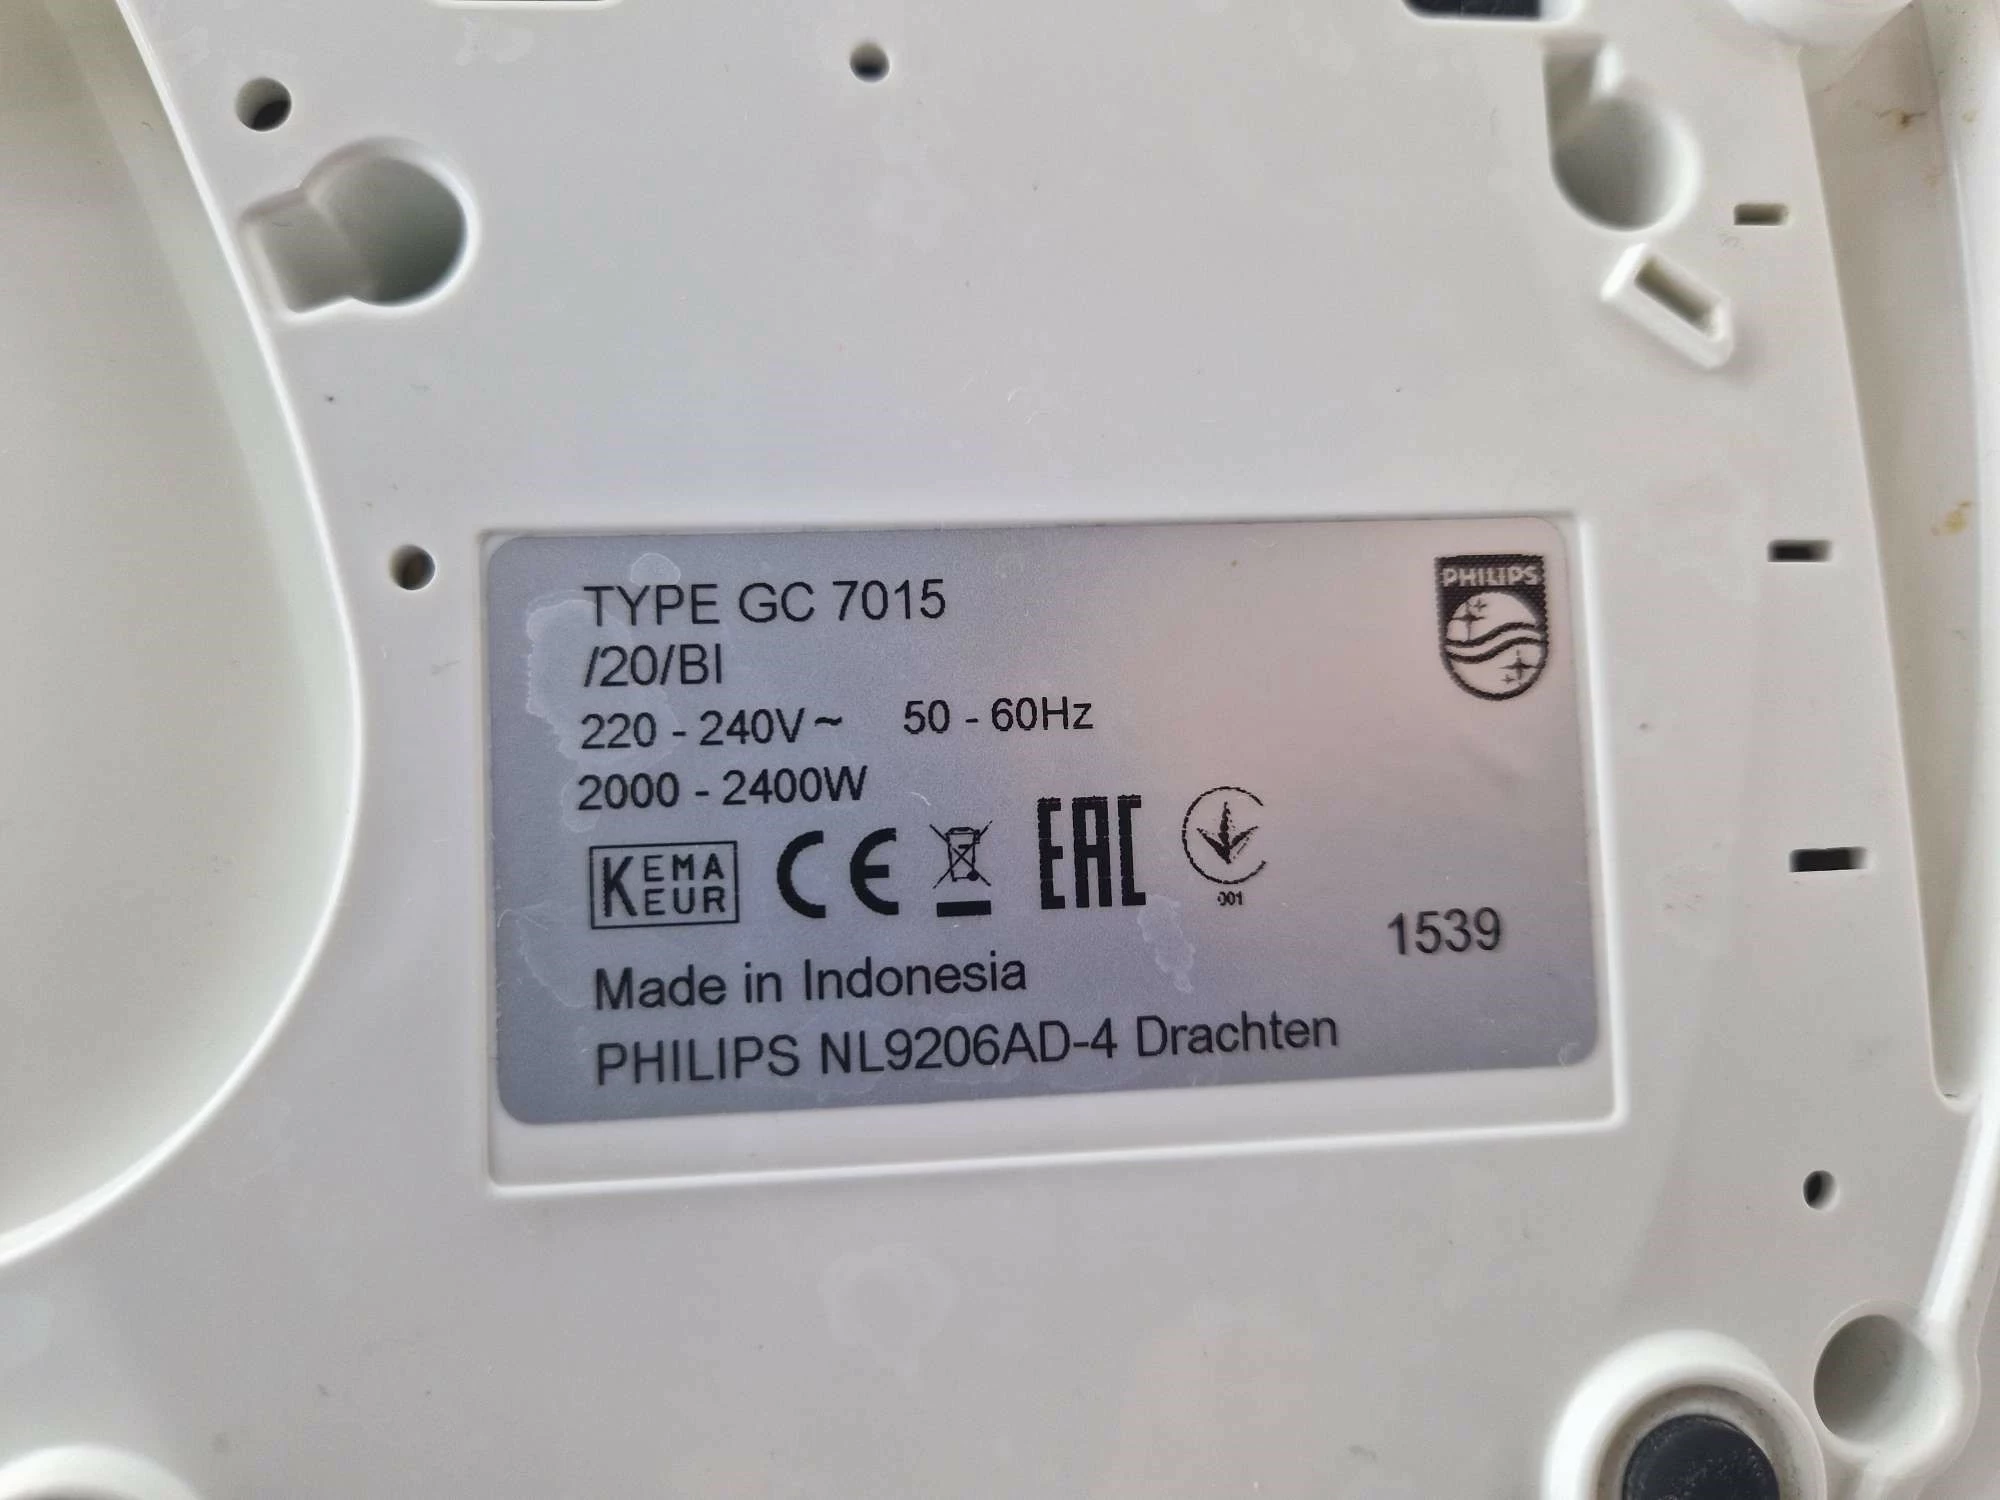 TYPE GC 7015
PHILIPS
/20/BI
220 - 240V~ 50 - 60Hz
2000 - 2400W
KEMA
KEUR
CE
EAC
001
1539
Made in Indonesia
PHILIPS NL9206AD-4 Drachten